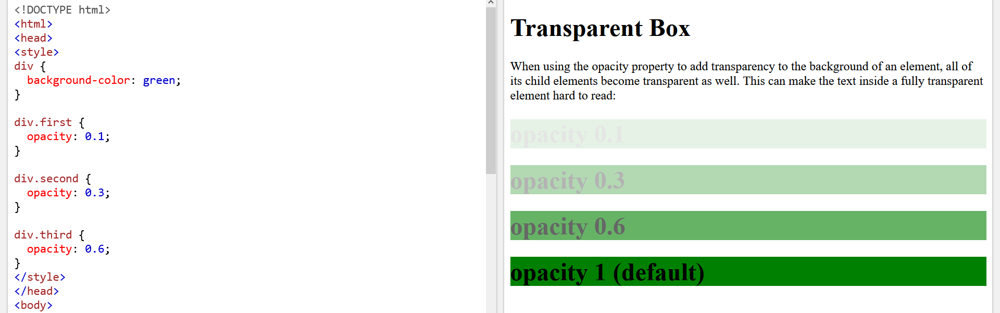 <!DOCTYPE html>
<html>
<head>
<style>
div {
  background-color: green;
}

div.first {
  opacity: 0.1;
}

div.second {
  opacity: 0.3;
}

div.third {
  opacity: 0.6;
}
</style>
</head>
<body>
Transparent Box
When using the opacity property to add transparency to the background of an element, all of
its child elements become transparent as well. This can make the text inside a fully transparent
element hard to read:
opacity 0.1
opacity 0.3
opacity 0.6
opacity 1 (default)